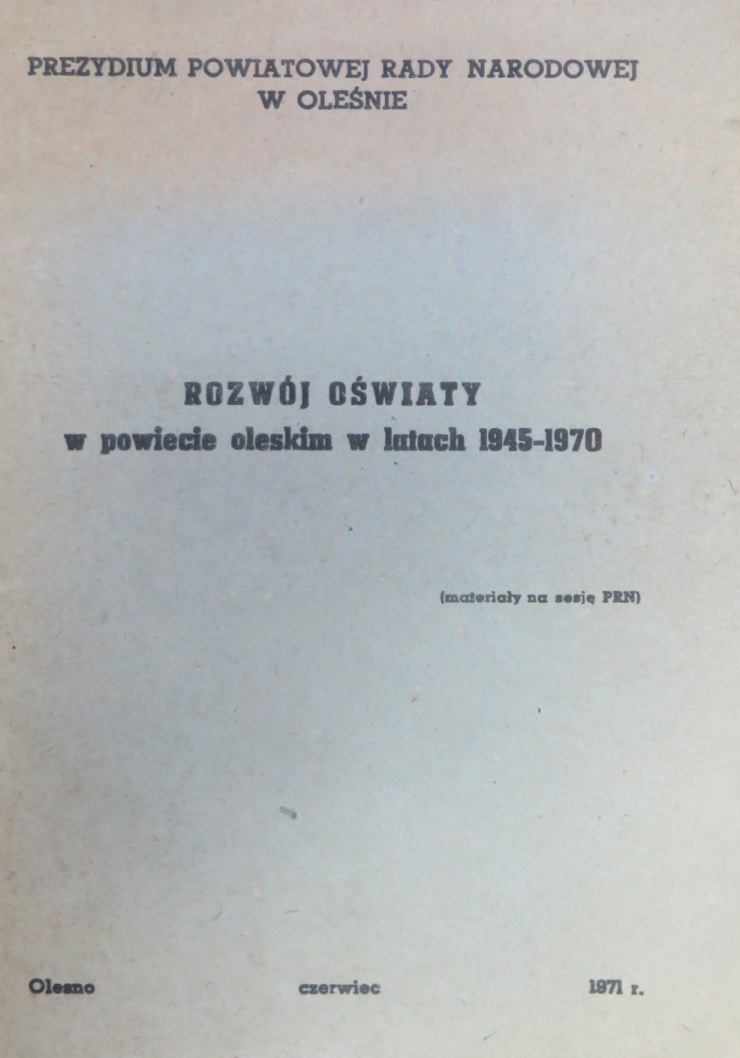 PREZYDIUM POWIATOWEJ RADY NARODOWEJ
W OLEŚNIE
ROZWÓJ OŚWIATY
w powiecie oleskim w latach 1945-1970
(materiały na sesję PRN)
Olesno czerwiec 1971 r.